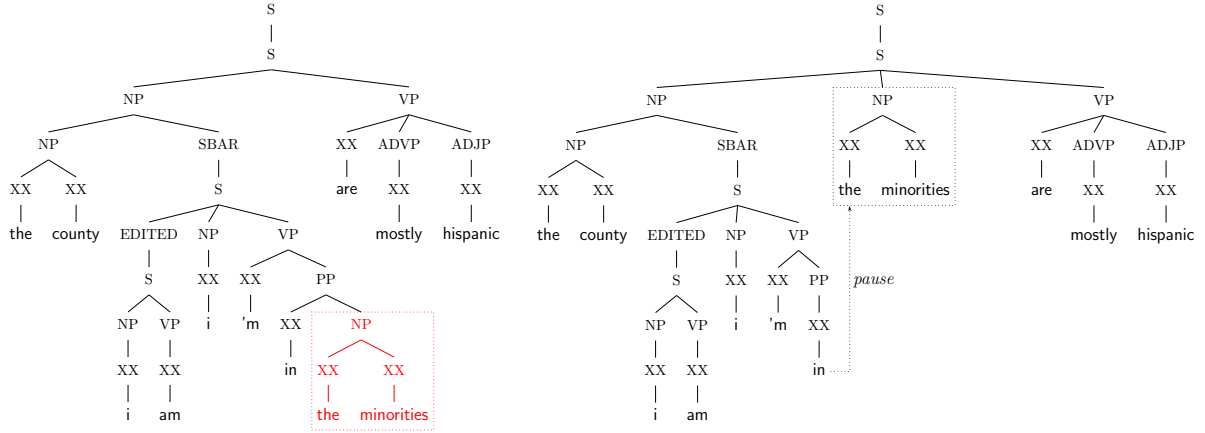 S S
S S
NP VP NP NP VP
NP SBAR XX ADVP ADJP NP SBAR XX XX XX ADVP ADJP
XX XX S are XX XX XX XX S the minorities are XX XX
the county EDITED NP VP mostly hispanic the county EDITED NP VP mostly hispanic
S XX XX PP S XX XX PP pause
NP VP i 'm XX NP NP VP i 'm XX
XX XX in XX XX XX XX in
i am the minorities i am